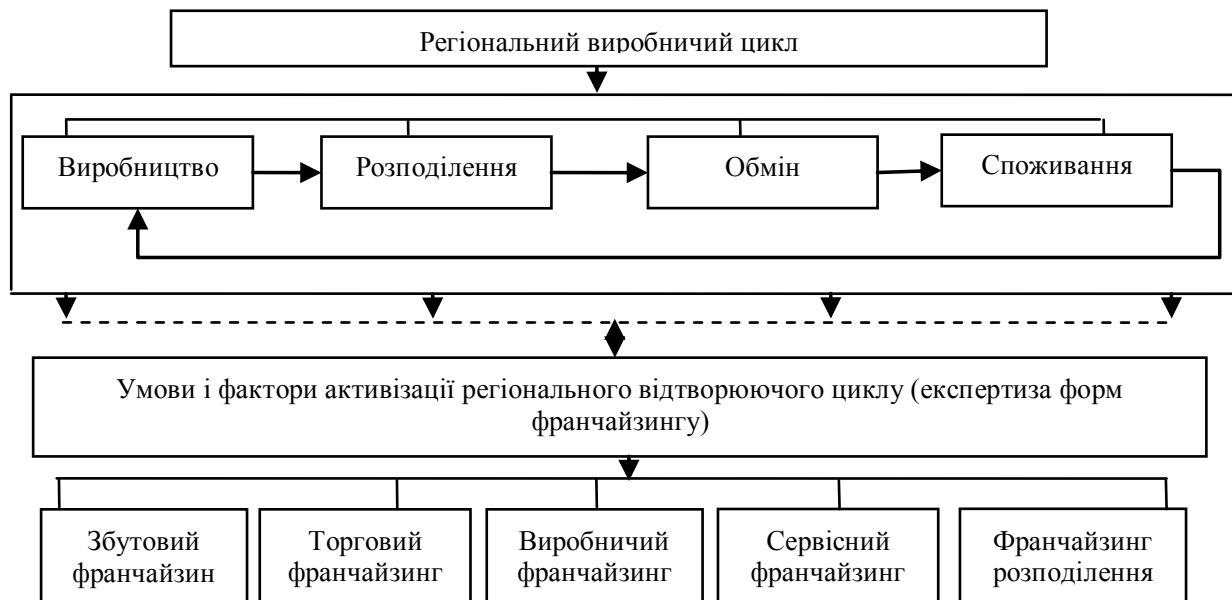 Регіональний виробничий цикл
Виробництво
Розподілення
Обмін
Споживання
Умови і фактори активізації регіонального відтворюючого циклу (експертиза форм
франчайзингу)
Збутовий
франчайзин
Торговий
франчайзинг
Виробничий
франчайзинг
Сервісний
франчайзинг
Франчайзинг
розподілення